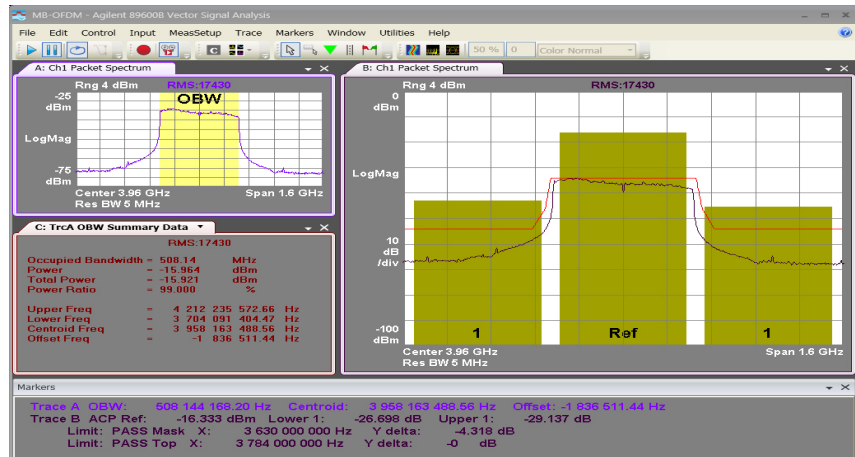 MB-OFDM - Agilent 89600B Vector Signal Analysis
File Edit Control Input MeasSetup Trace Markers Window Utilities Help
50 % 0 Color Normal
A: Ch1 Packet Spectrum
Rng 4 dBm RMS:17430
-25
dBm
OBW
LogMag
-75
dBm
Center 3.96 GHz Span 1.6 GHz
Res BW 5 MHz
C: TrcA OBW Summary Data
RMS:17430
Occupied Bandwidth = 508.14 MHz
Power = -15.964 dBm
Total Power = -15.921 dBm
Power Ratio = 99.000 %
Upper Freq = 4 212 235 572.66 Hz
Lower Freq = 3 704 091 404.47 Hz
Centroid Freq = 3 958 163 488.56 Hz
Offset Freq = -1 836 511.44 Hz
B: Ch1 Packet Spectrum
Rng 4 dBm RMS:17430
0
dBm
LogMag
10
dB
/div
-100
dBm
1 Ref 1
Center 3.96 GHz Span 1.6 GHz
Res BW 5 MHz
Markers
Trace A OBW: 508 144 168.20 Hz Centroid: 3 958 163 488.56 Hz Offset: -1 836 511.44 Hz
Trace B ACP Ref: -16.333 dBm Lower 1: -26.698 dB Upper 1: -29.137 dB
Limit: PASS Mask X: 3 630 000 000 Hz Y delta: -4.318 dB
Limit: PASS Top X: 3 784 000 000 Hz Y delta: -0 dB